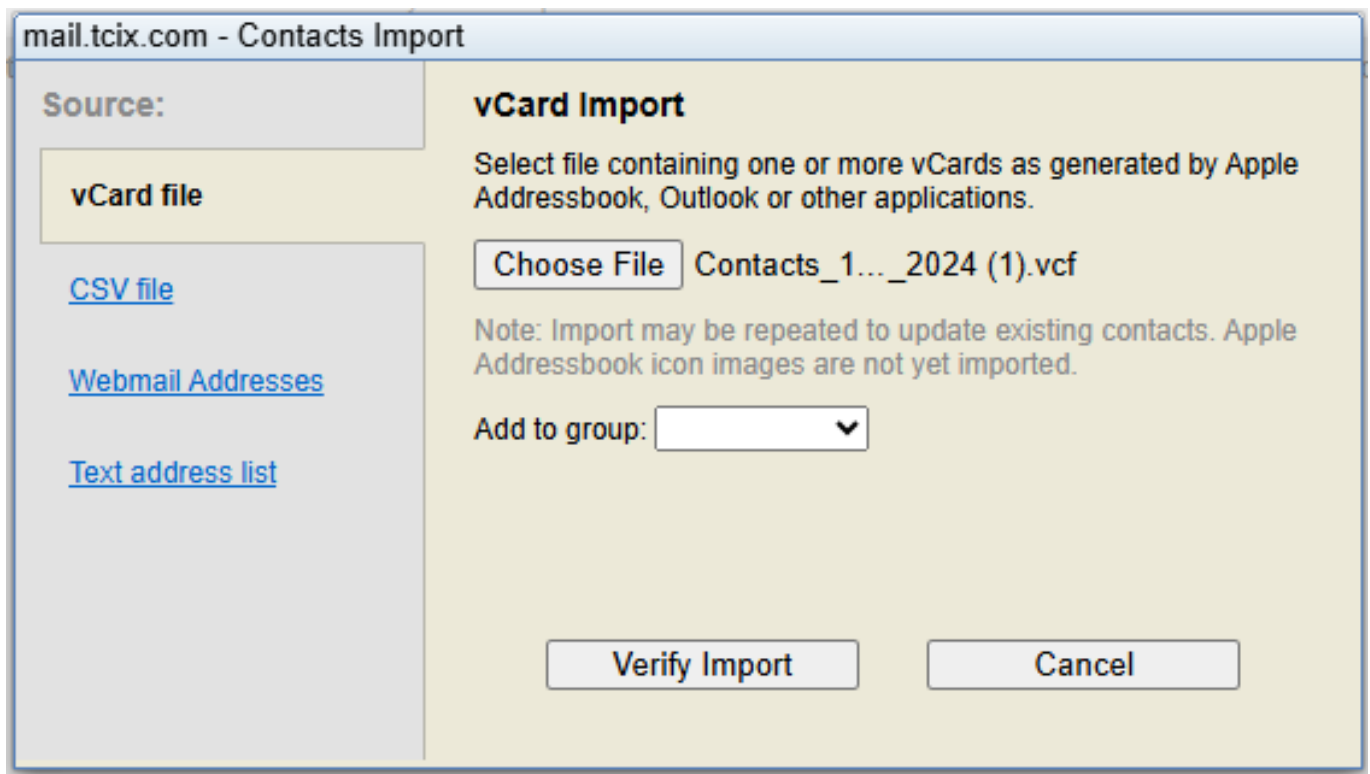 mail.tcix.com - Contacts Import
Source:
vCard file
CSV file
Webmail Addresses
Text address list
vCard Import
Select file containing one or more vCards as generated by Apple
Addressbook, Outlook or other applications.
Choose File Contacts_1..._2024 (1).vcf
Note: Import may be repeated to update existing contacts. Apple
Addressbook icon images are not yet imported.
Add to group:
Verify Import Cancel